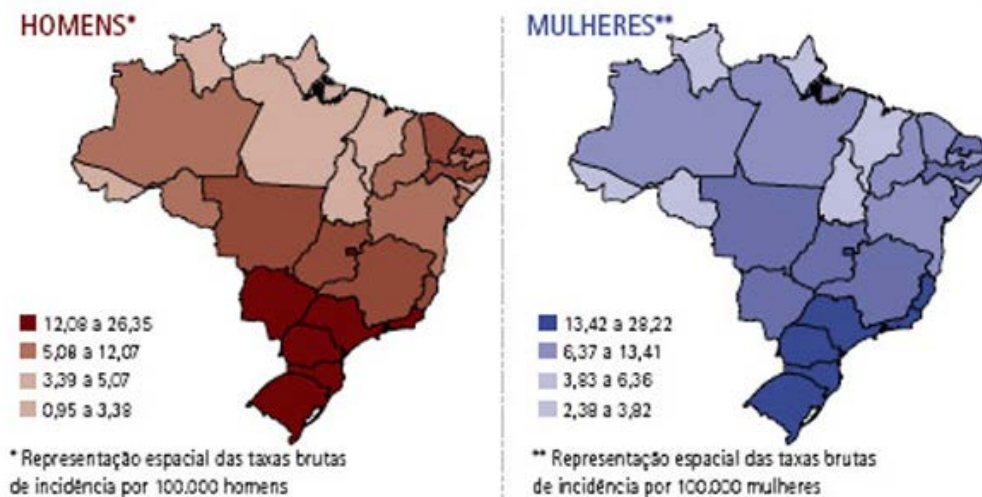 HOMENS*
12,08 a 26,35
5,08 a 12,07
3,39 a 5,07
0,95 a 3,38
* Representação espacial das taxas brutas
de incidência por 100.000 homens
MULHERES**
13,42 a 28,22
6,37 a 13,41
3,83 a 6,36
2,38 a 3,82
** Representação espacial das taxas brutas
de incidência por 100.000 mulheres